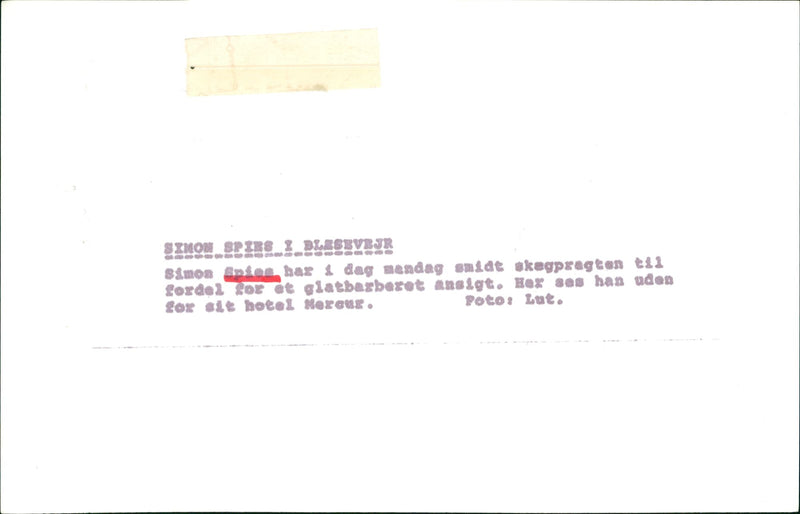 SIMON SPIES I BLÆSEVEJR
Simon Spies har i dag mandag smidt skægpragten til
fordel for et glatbarberet ansigt. Her ses han uden
for sit hotel Mercur. Foto: Lut.